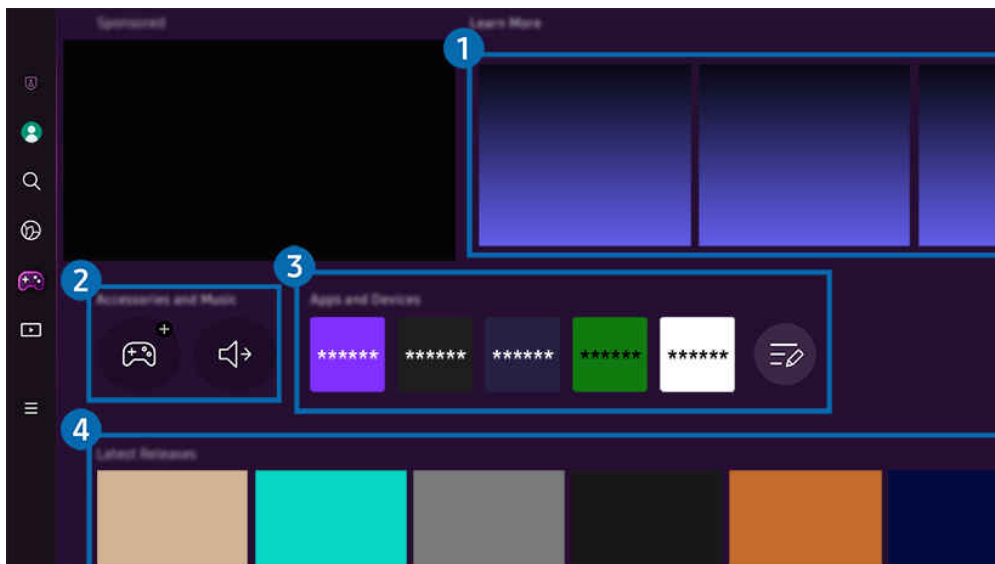 Sponsored
Learn More
1
2
3
Accessories and Music
Apps and Devices
****** ****** ****** ****** ******
4
Latest Releases